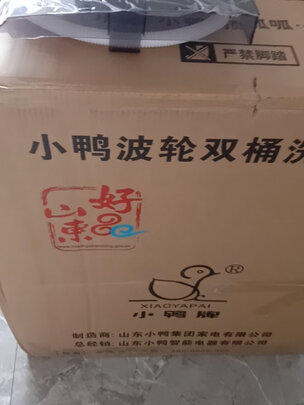 严禁脚踏
小鸭波轮双桶洗
好
山東
®
XIAOYAPAI
小鸭牌
制造商：山东小鸭集团家电有限公司
总经销：山东小鸭智能电器有限公司